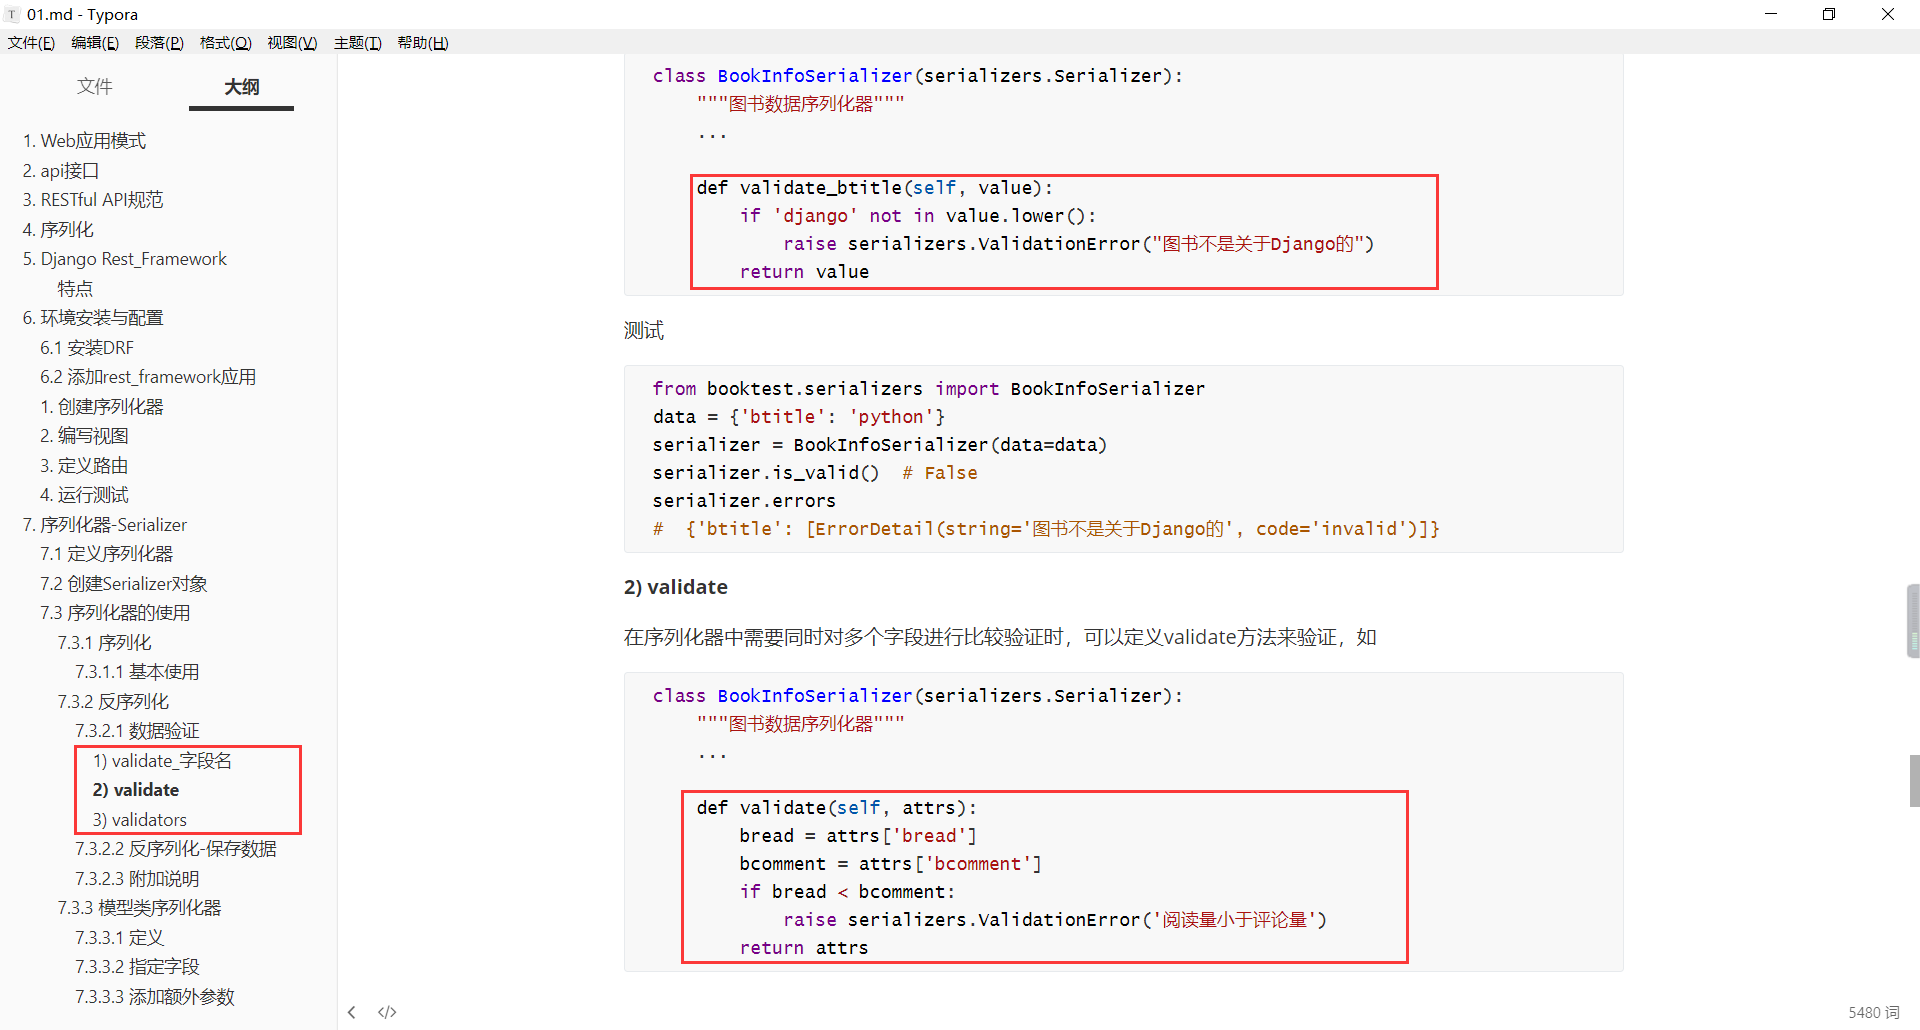 01.md - Typora
文件(F) 编辑(E) 段落(P) 格式(O) 视图(V) 主题(T) 帮助(H)
文件 大纲
1. Web应用模式
2. api接口
3. RESTful API规范
4. 序列化
5. Django Rest_Framework
特点
6. 环境安装与配置
6.1 安装DRF
6.2 添加rest_framework应用
1. 创建序列化器
2. 编写视图
3. 定义路由
4. 运行测试
7. 序列化器-Serializer
7.1 定义序列化器
7.2 创建Serializer对象
7.3 序列化器的使用
7.3.1 序列化
7.3.1.1 基本使用
7.3.2 反序列化
7.3.2.1 数据验证
1) validate_字段名
2) validate
3) validators
7.3.2.2 反序列化-保存数据
7.3.2.3 附加说明
7.3.3 模型类序列化器
7.3.3.1 定义
7.3.3.2 指定字段
7.3.3.3 添加额外参数
class BookInfoSerializer(serializers.Serializer):
    """图书数据序列化器"""
    ...
    def validate_btitle(self, value):
        if 'django' not in value.lower():
            raise serializers.ValidationError("图书不是关于Django的")
        return value
测试
from booktest.serializers import BookInfoSerializer
data = {'btitle': 'python'}
serializer = BookInfoSerializer(data=data)
serializer.is_valid()  # False
serializer.errors
#  {'btitle': [ErrorDetail(string='图书不是关于Django的', code='invalid')]}
2) validate
在序列化器中需要同时对多个字段进行比较验证时，可以定义validate方法来验证，如
class BookInfoSerializer(serializers.Serializer):
    """图书数据序列化器"""
    ...
    def validate(self, attrs):
        bread = attrs['bread']
        bcomment = attrs['bcomment']
        if bread < bcomment:
            raise serializers.ValidationError('阅读量小于评论量')
        return attrs
5480 词